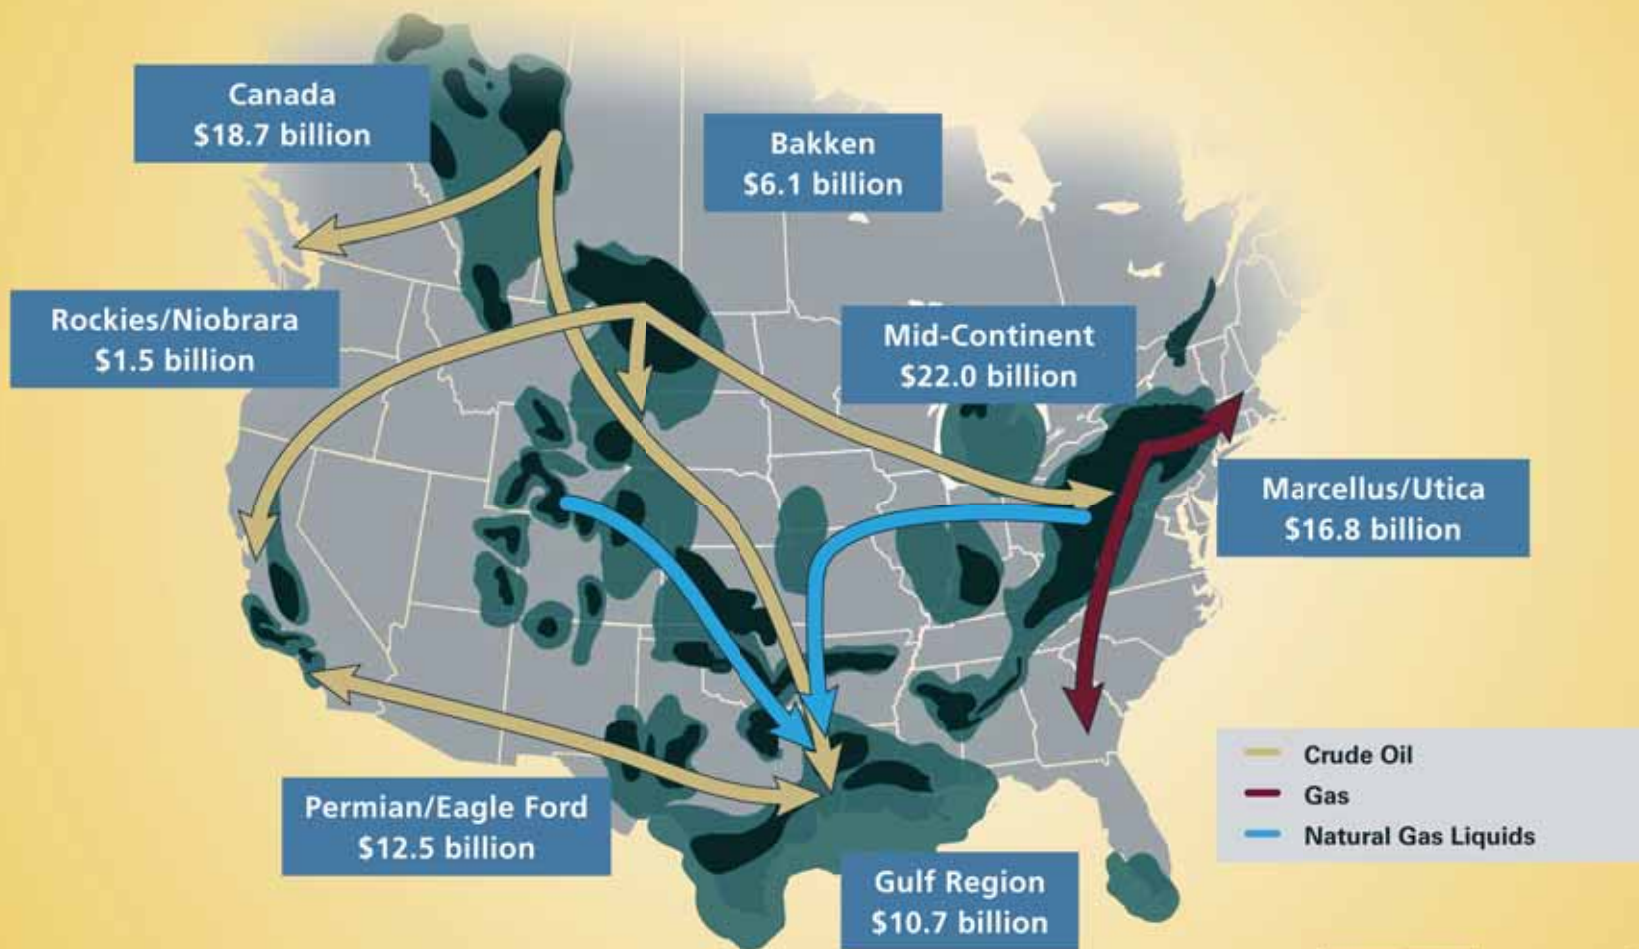 Canada
$18.7 billion
Bakken
$6.1 billion
Rockies/Niobrara
$1.5 billion
Mid-Continent
$22.0 billion
Marcellus/Utica
$16.8 billion
Permian/Eagle Ford
$12.5 billion
Gulf Region
$10.7 billion
Crude Oil
Gas
Natural Gas Liquids